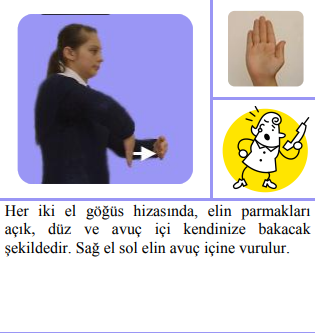 Her iki el göğüs hizasında, elin parmakları
açık, düz ve avuç içi kendinize bakacak
şekildedir. Sağ el sol elin avuç içine vurulur.